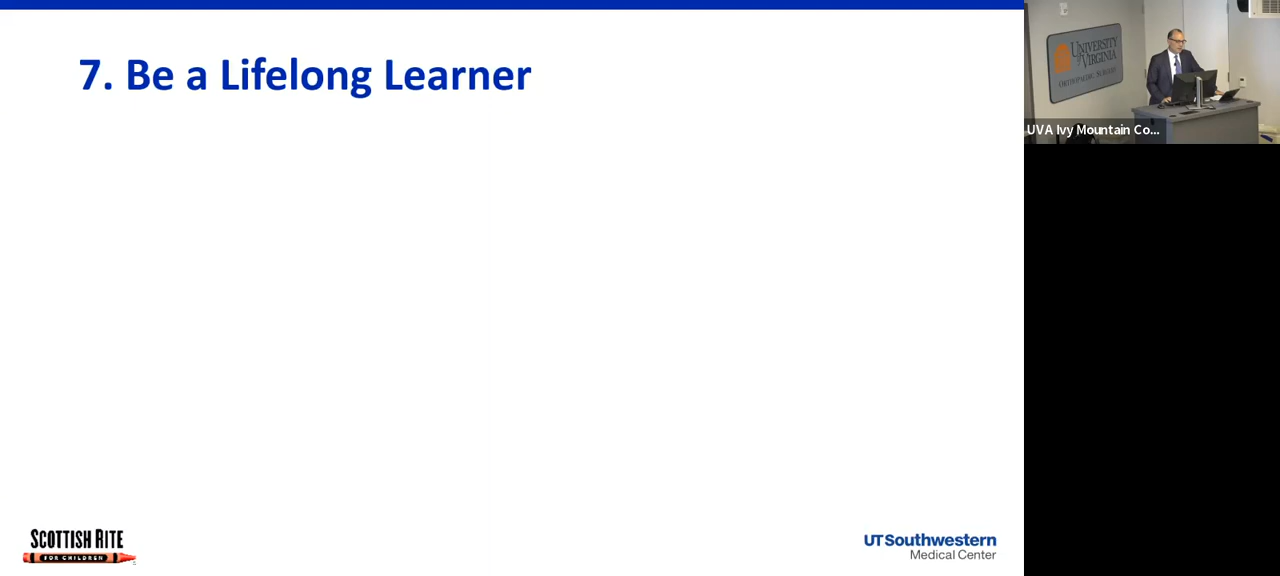 7. Be a Lifelong Learner
UNIVERSITY
of VIRGINIA
ORTHOPAEDIC SURGERY
UVA Ivy Mountain Co...
SCOTTISH RITE
FOR CHILDREN
UT Southwestern
Medical Center